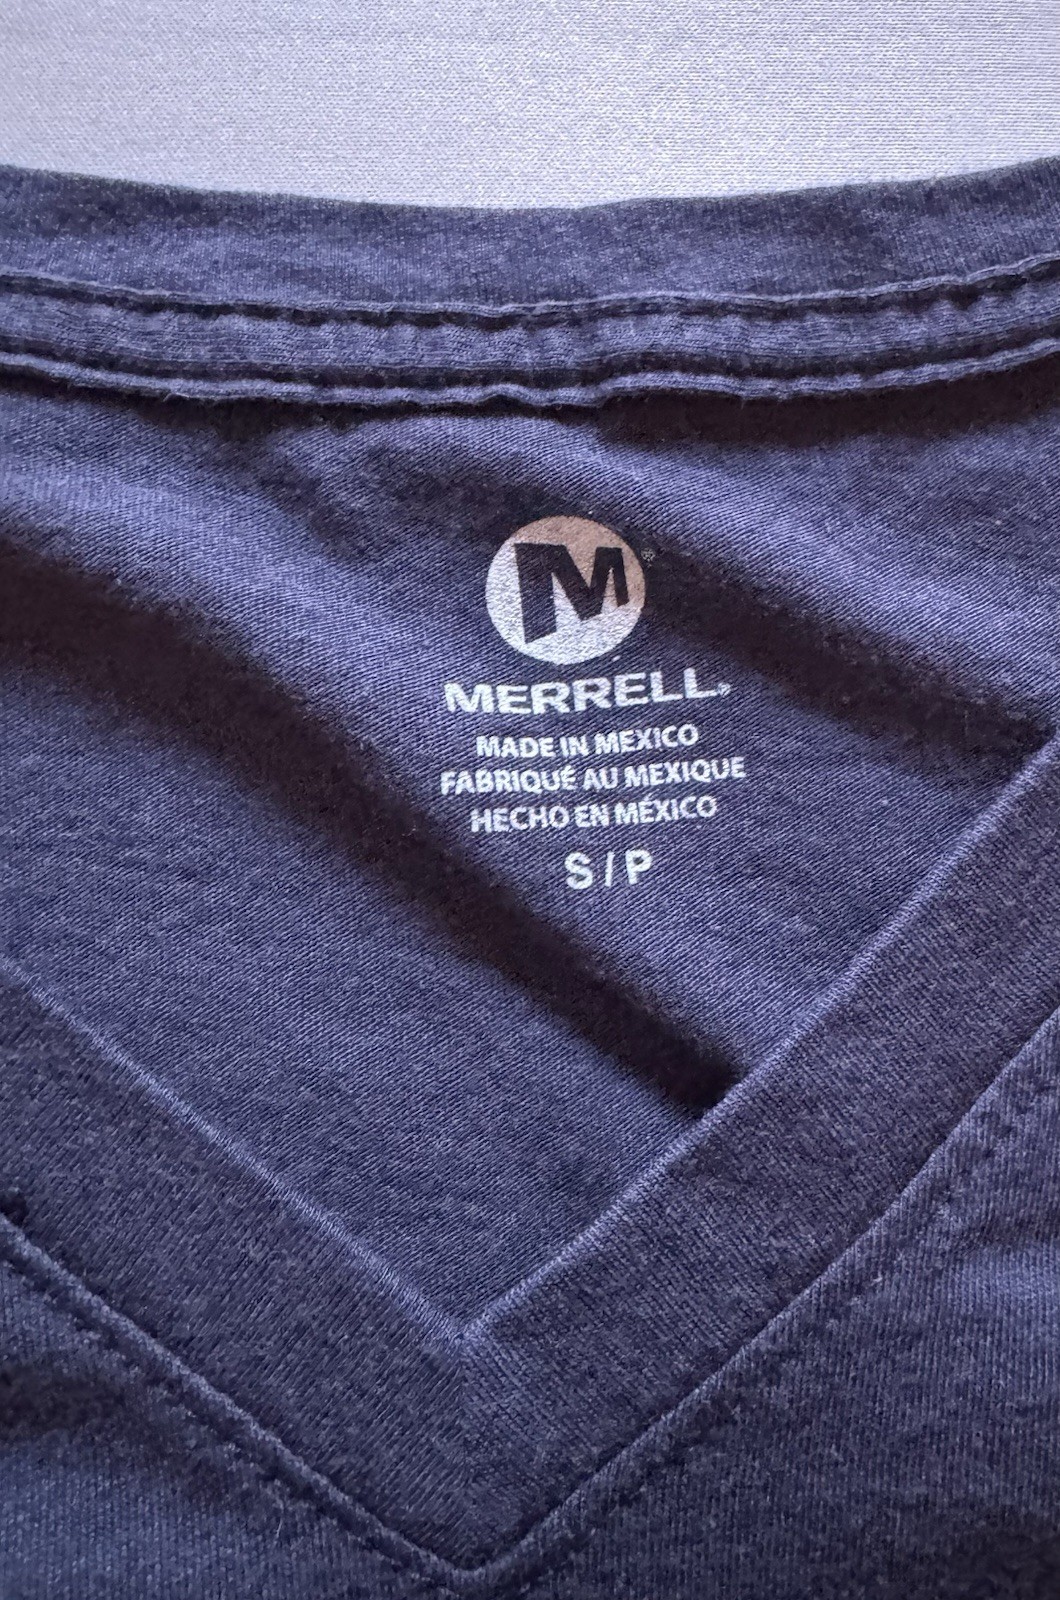 M®
MERRELL®
MADE IN MEXICO
FABRIQUÉ AU MEXIQUE
HECHO EN MÉXICO
S / P